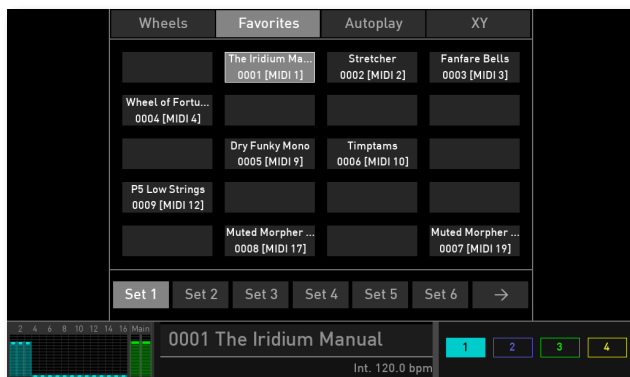 Wheels Favorites Autoplay XY
The Iridium Ma... Stretcher Fanfare Bells
0001 [MIDI 1] 0002 [MIDI 2] 0003 [MIDI 3]
Wheel of Fortu...
0004 [MIDI 4]
Dry Funky Mono Timptams
0005 [MIDI 9] 0006 [MIDI 10]
P5 Low Strings
0009 [MIDI 12]
Muted Morpher ... Muted Morpher ...
0008 [MIDI 17] 0007 [MIDI 19]
Set 1 Set 2 Set 3 Set 4 Set 5 Set 6 →
2 4 6 8 10 12 14 16 Main
0001 The Iridium Manual
Int. 120.0 bpm
1 2 3 4